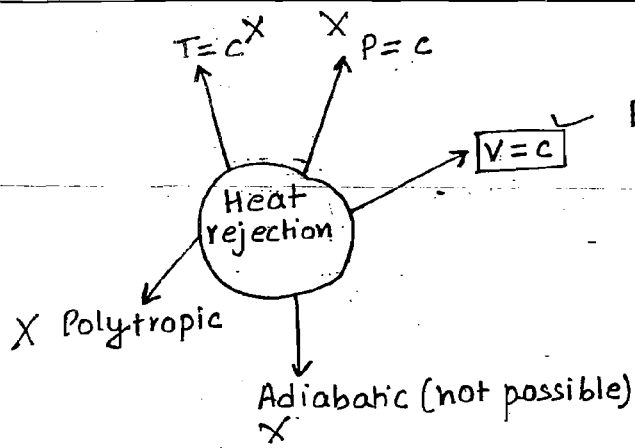 T=C X
X P=C
V=C ✓
Heat
rejection
X Polytropic
Adiabatic (not possible)
X